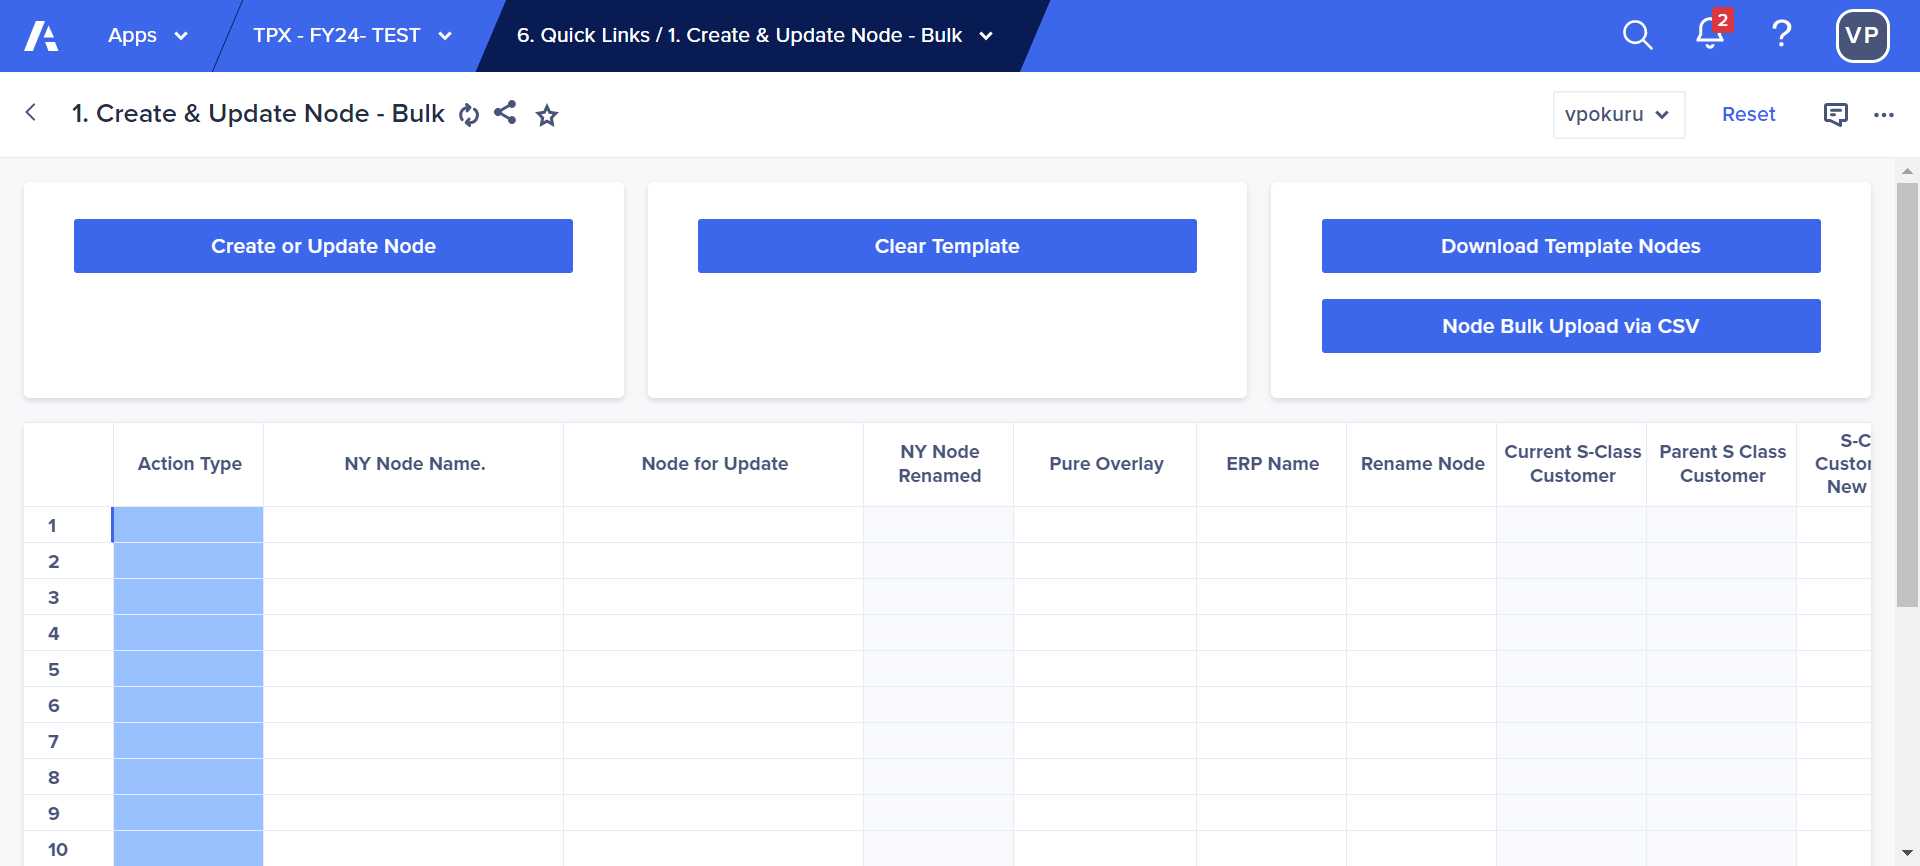 Apps
TPX - FY24- TEST
6. Quick Links / 1. Create & Update Node - Bulk
2
?
VP
1. Create & Update Node - Bulk
vpokuru
Reset
Create or Update Node
Clear Template
Download Template Nodes
Node Bulk Upload via CSV
Action Type
NY Node Name.
Node for Update
NY Node
Renamed
Pure Overlay
ERP Name
Rename Node
Current S-Class
Customer
Parent S Class
Customer
S-C
Custor
New
1
2
3
4
5
6
7
8
9
10